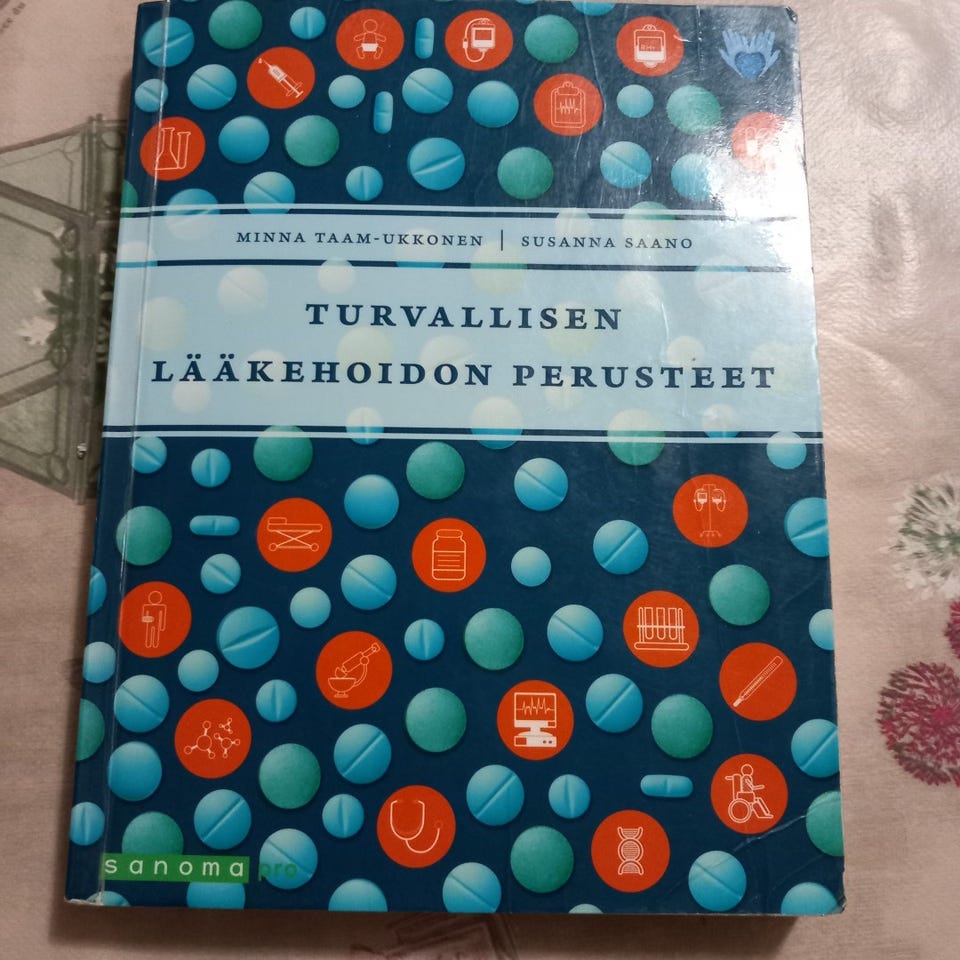 MINNA TAAM-UKKONEN | SUSANNA SAANO
TURVALLISEN
LÄÄKEHOIDON PERUSTEET
sanoma pro